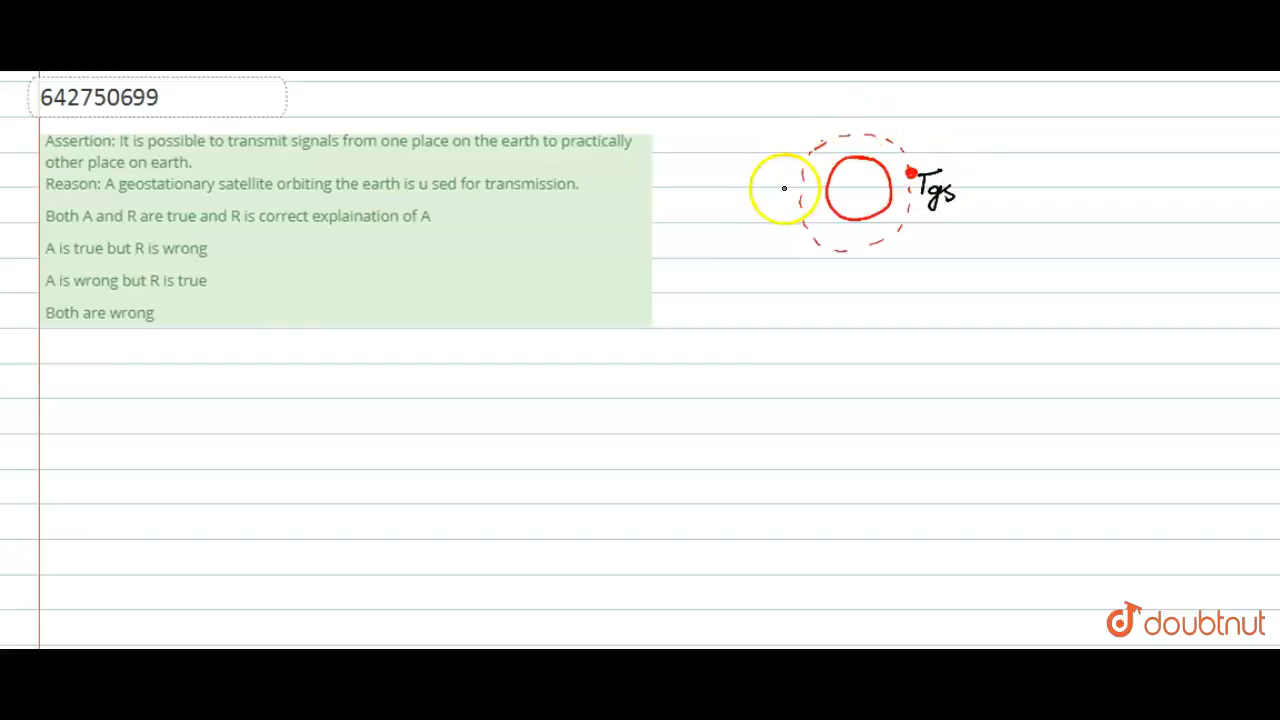 642750699
Assertion: It is possible to transmit signals from one place on the earth to practically
other place on earth.
Reason: A geostationary satellite orbiting the earth is u sed for transmission.
Both A and R are true and R is correct explaination of A
A is true but R is wrong
A is wrong but R is true
Both are wrong
Tgs
doubtnut